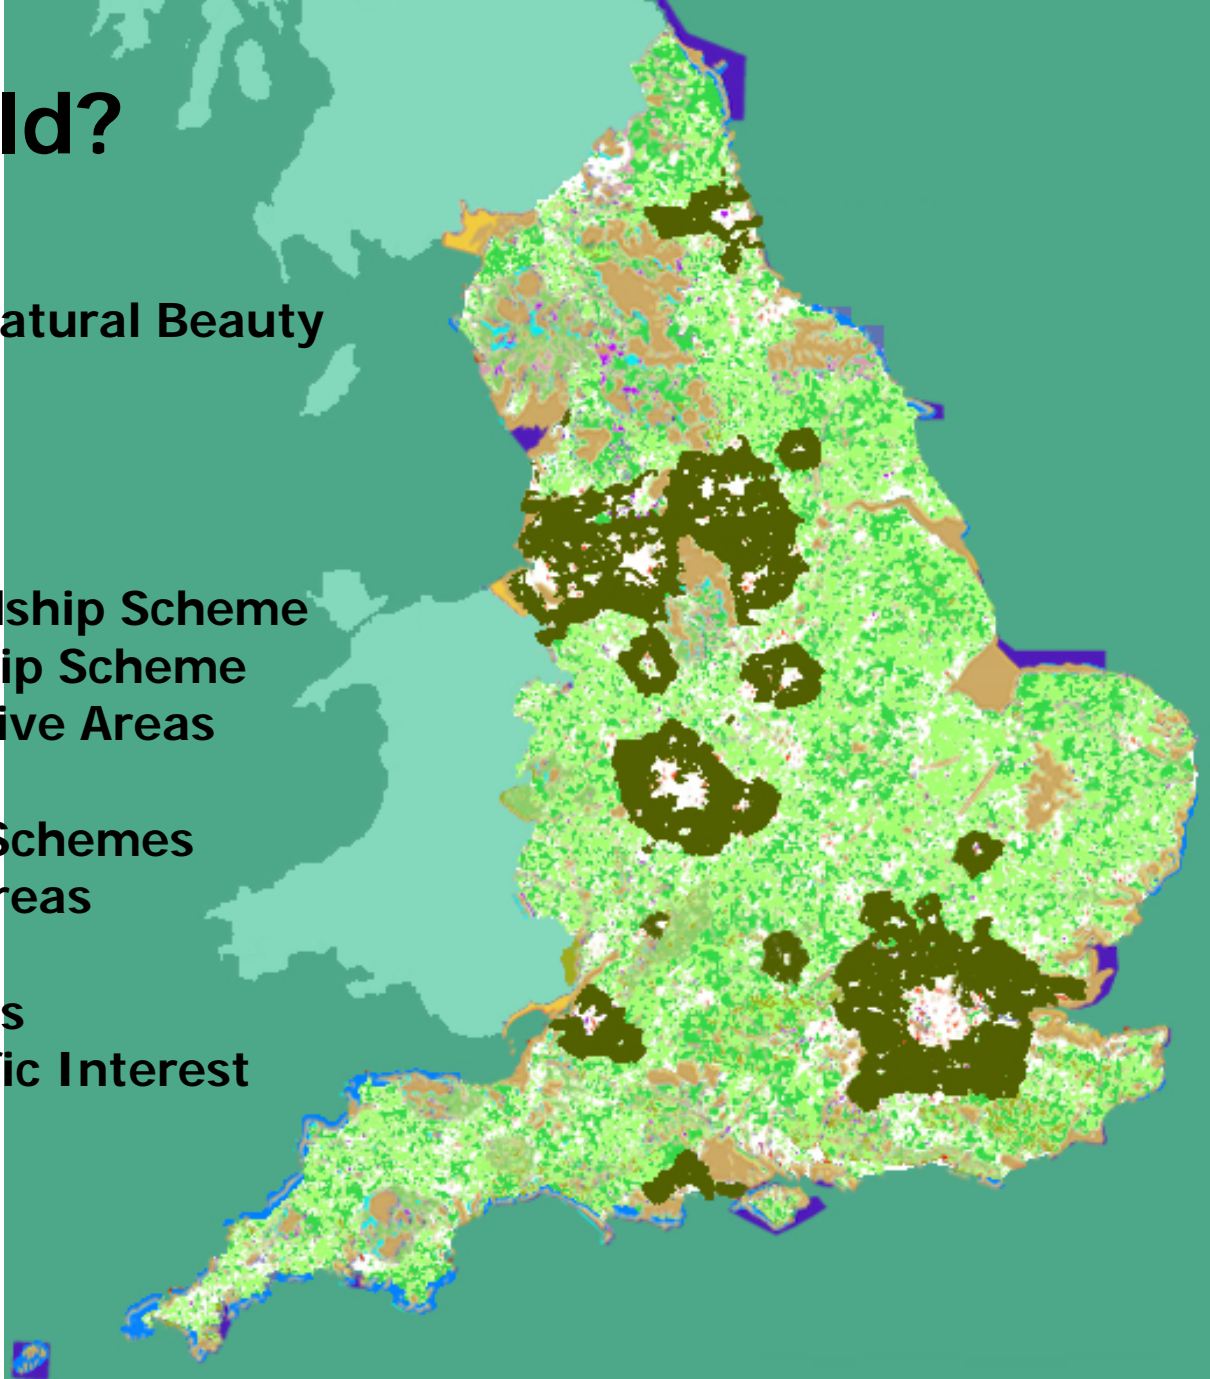 ld?
atural Beauty
lship Scheme
ip Scheme
ive Areas
Schemes
reas
s
ic Interest